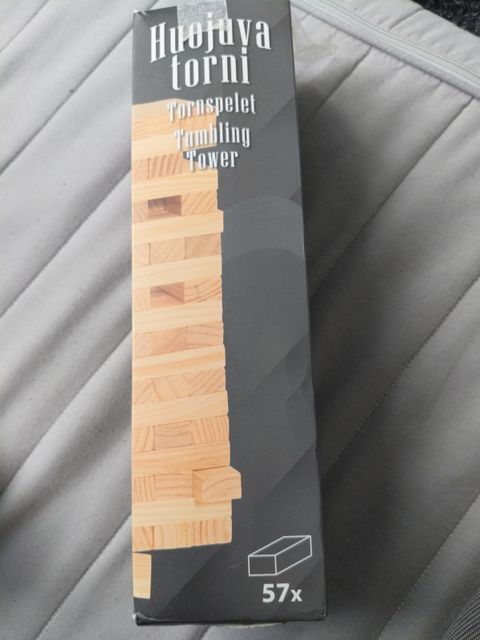 Huojuva
torni
Tornspelet
Tumbling
Tower
57x